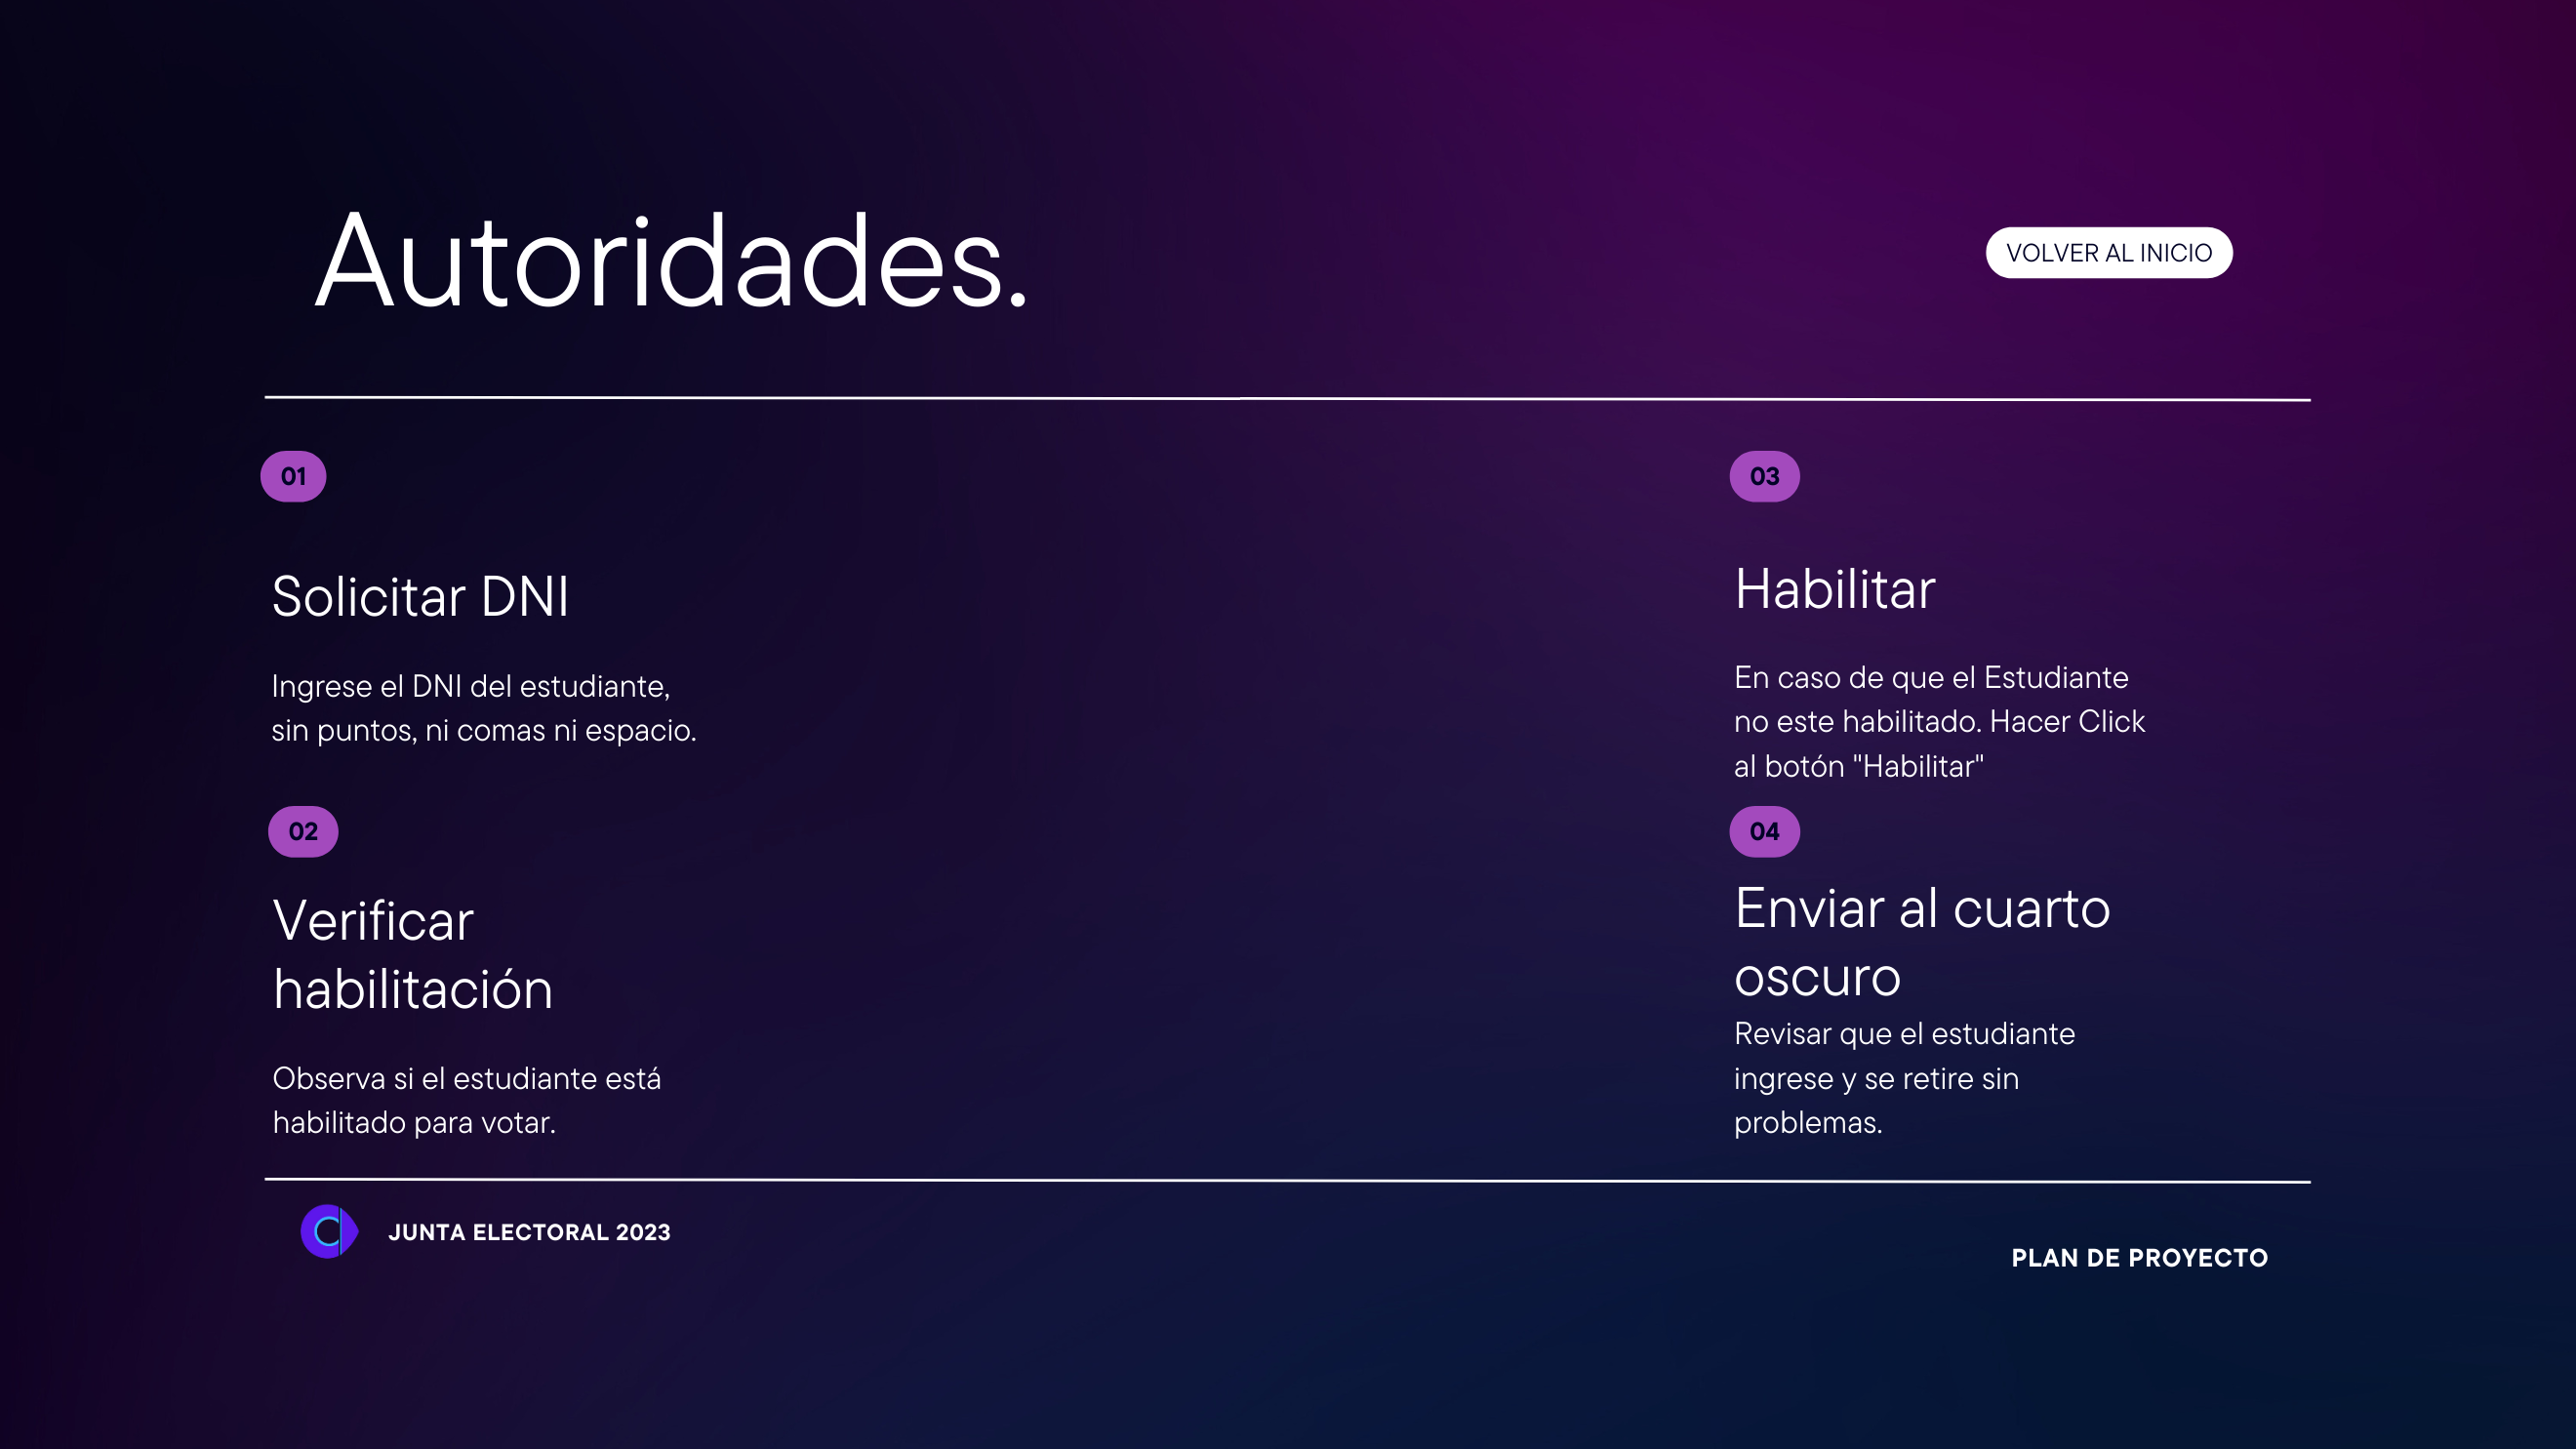 Autoridades.
VOLVER AL INICIO
01
Solicitar DNI
Ingrese el DNI del estudiante,
sin puntos, ni comas ni espacio.
02
Verificar
habilitación
Observa si el estudiante está
habilitado para votar.
03
Habilitar
En caso de que el Estudiante
no este habilitado. Hacer Click
al botón "Habilitar"
04
Enviar al cuarto
oscuro
Revisar que el estudiante
ingrese y se retire sin
problemas.
JUNTA ELECTORAL 2023
PLAN DE PROYECTO